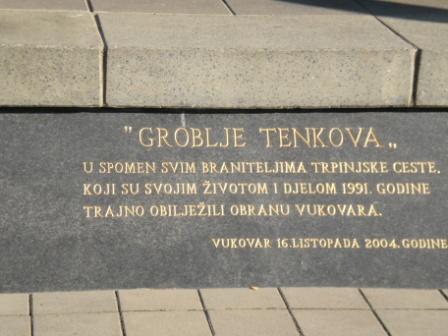 "GROBLJE TENKOVA„
U SPOMEN SVIM BRANITELJIMA TRPINJSKE CESTE,
KOJI SU SVOJIM ŽIVOTOM I DJELOM 1991. GODINE
TRAJNO OBILJEŽILI OBRANU VUKOVARA.
VUKOVAR 16.LISTOPADA 2004.GODINE